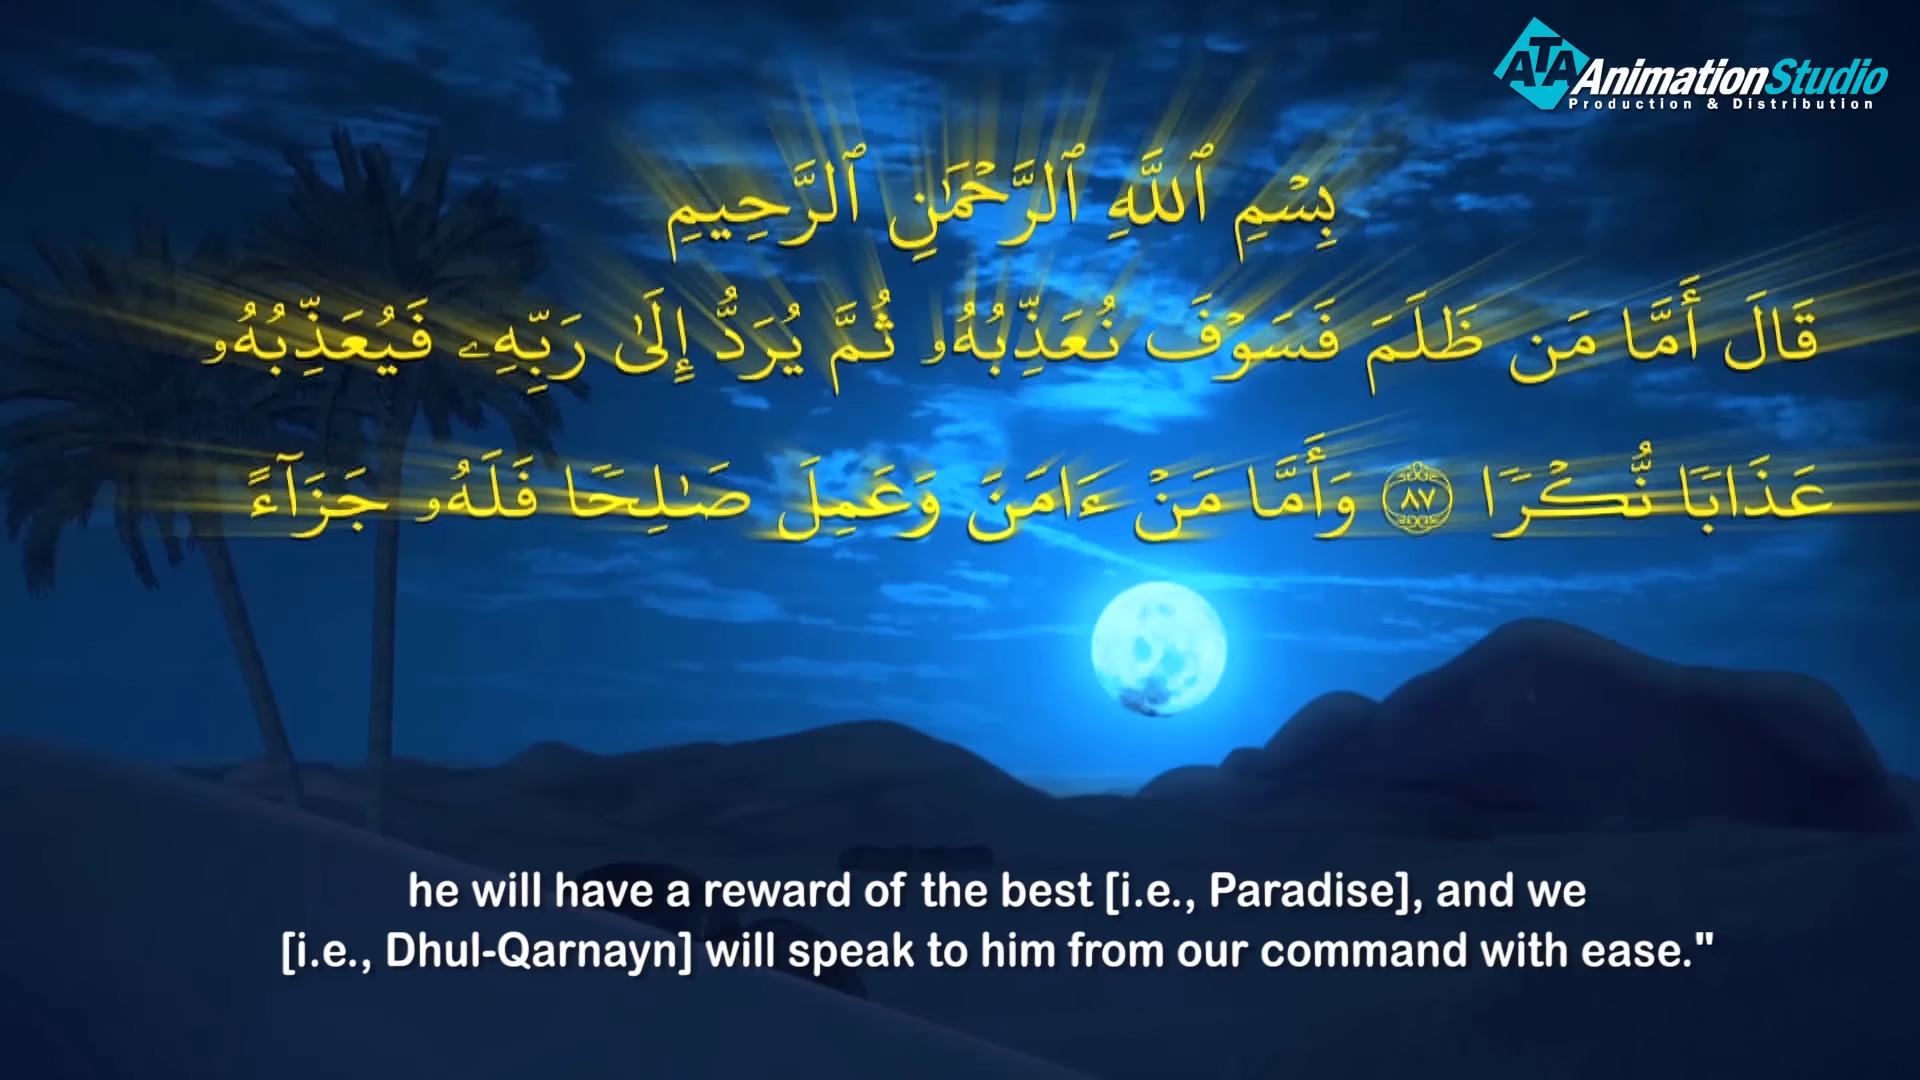 ATA AnimationStudio
Production & Distribution
بِسْمِ ٱللَّهِ ٱلرَّحْمَٰنِ ٱلرَّحِيمِ
قَالَ أَمَّا مَن ظَلَمَ فَسَوْفَ نُعَذِّبُهُۥ ثُمَّ يُرَدُّ إِلَىٰ رَبِّهِۦ فَيُعَذِّبُهُۥ
عَذَابًا نُّكْرًا ٨٧ وَأَمَّا مَنْ ءَامَنَ وَعَمِلَ صَٰلِحًا فَلَهُۥ جَزَآءً
he will have a reward of the best [i.e., Paradise], and we
[i.e., Dhul-Qarnayn] will speak to him from our command with ease."